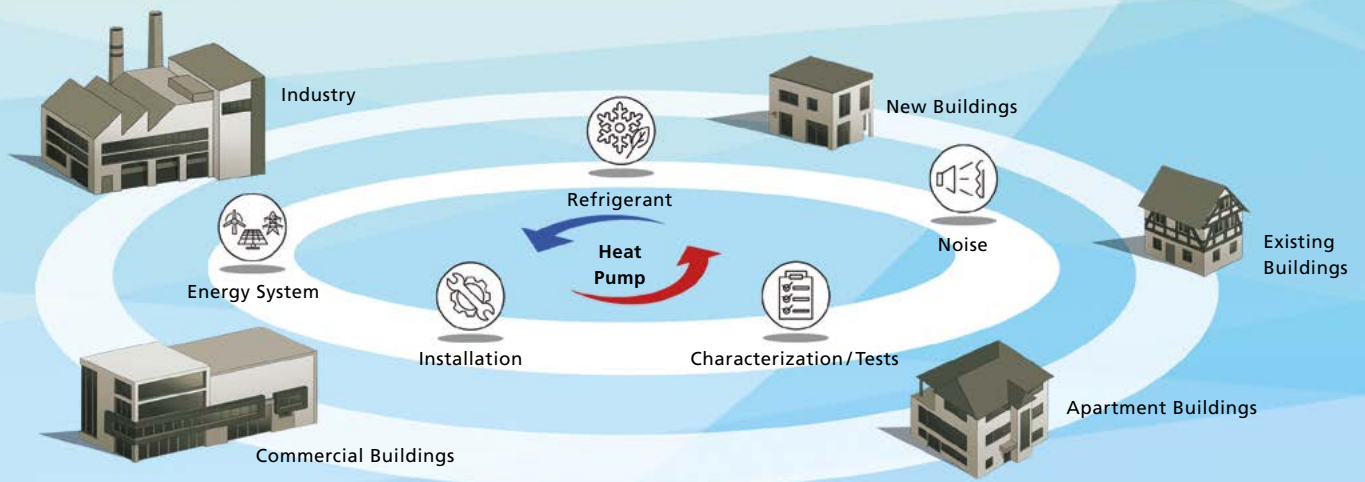 Industry
New Buildings
Refrigerant
Noise
Existing
Buildings
Heat
Pump
Energy System
Installation
Characterization / Tests
Apartment Buildings
Commercial Buildings